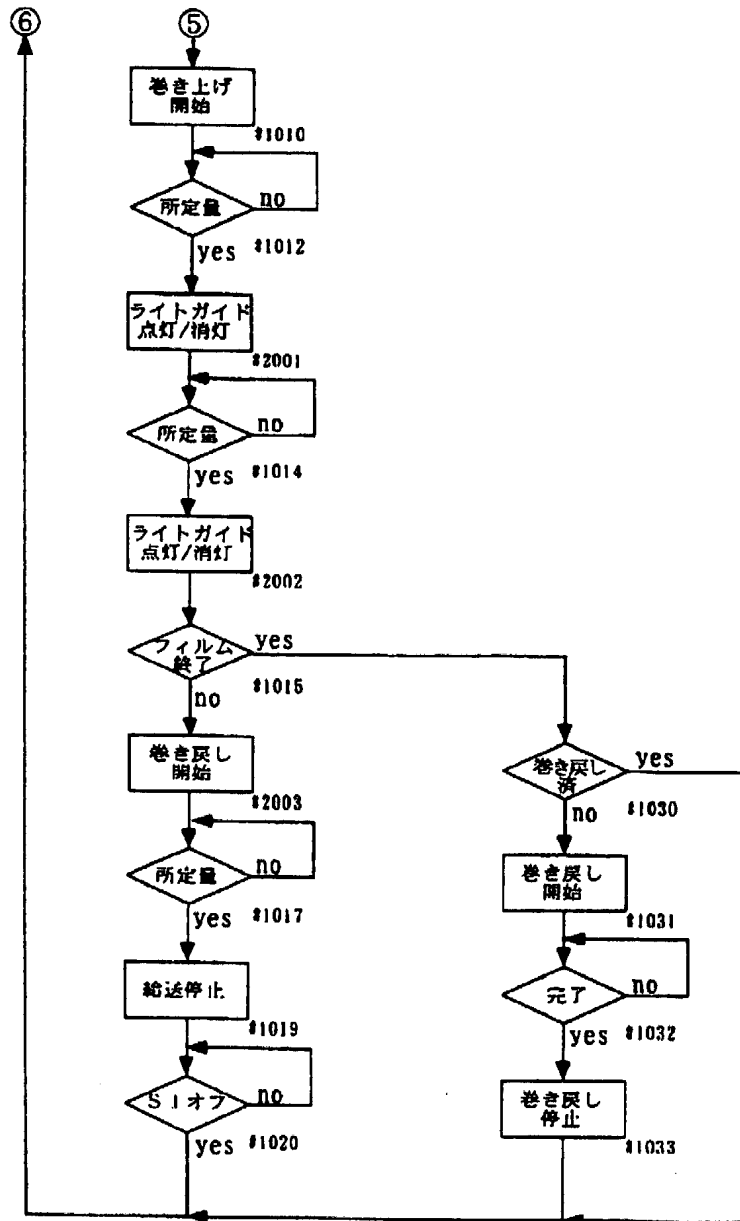 ⑥
⑤
巻き上げ
開始
#1010
所定量
no
yes
#1012
ライトガイド
点灯/消灯
#2001
所定量
no
yes
#1014
ライトガイド
点灯/消灯
#2002
フィルム
終了
yes
#1015
no
巻き戻し
開始
#2003
所定量
no
yes
#1017
給送停止
#1019
S1オフ
no
yes
#1020
巻き戻し
済
yes
no
#1030
巻き戻し
開始
#1031
完了
no
yes
#1032
巻き戻し
停止
#1033